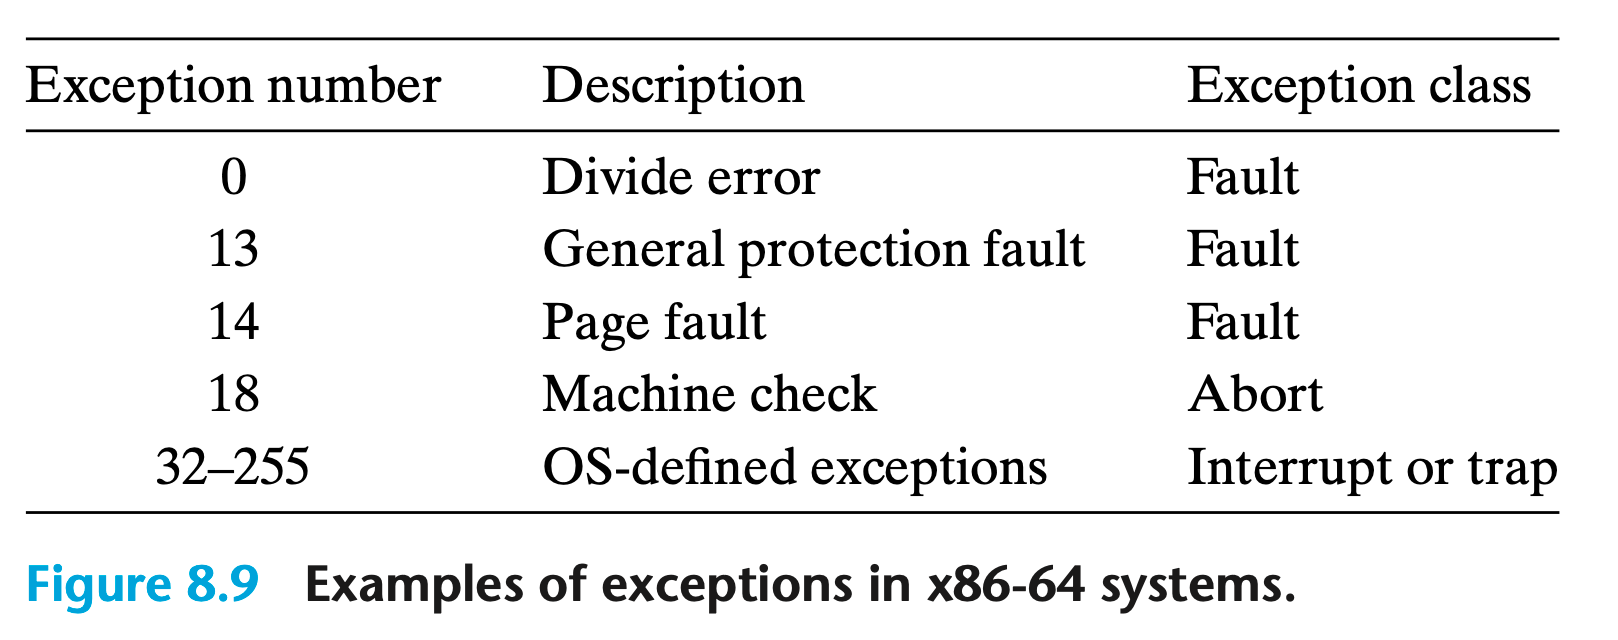 Exception number Description Exception class
0 Divide error Fault
13 General protection fault Fault
14 Page fault Fault
18 Machine check Abort
32–255 OS-defined exceptions Interrupt or trap
Figure 8.9 Examples of exceptions in x86-64 systems.